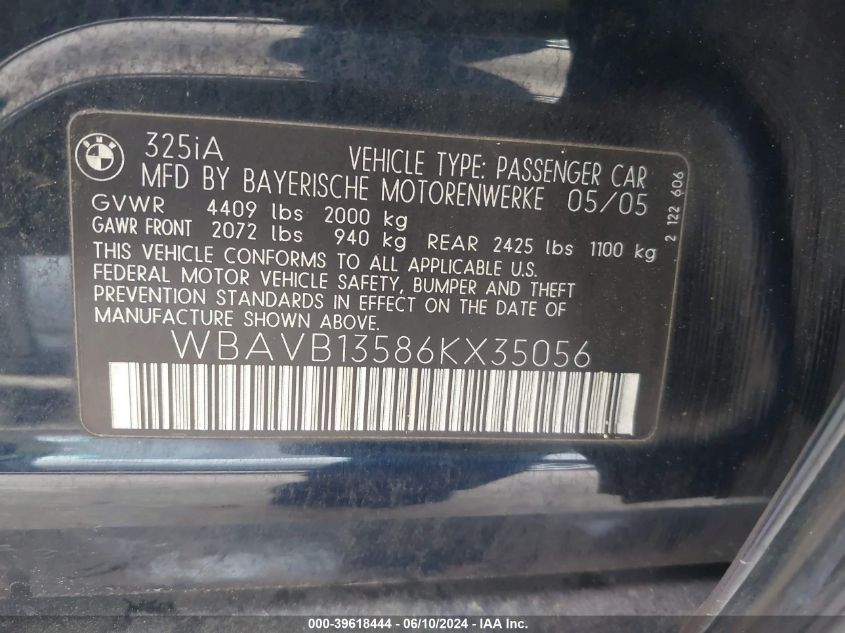 BMW
325iA VEHICLE TYPE: PASSENGER CAR
MFD BY BAYERISCHE MOTORENWERKE 05/05
GVWR 4409 lbs 2000 kg
GAWR FRONT 2072 lbs 940 kg REAR 2425 lbs 1100 kg
THIS VEHICLE CONFORMS TO ALL APPLICABLE U.S.
FEDERAL MOTOR VEHICLE SAFETY, BUMPER AND THEFT
PREVENTION STANDARDS IN EFFECT ON THE DATE OF
MANUFACTURE SHOWN ABOVE.
WBAVB13586KX35056
2 122 606
000-39618444 - 06/10/2024 - IAA Holdings, LLC.